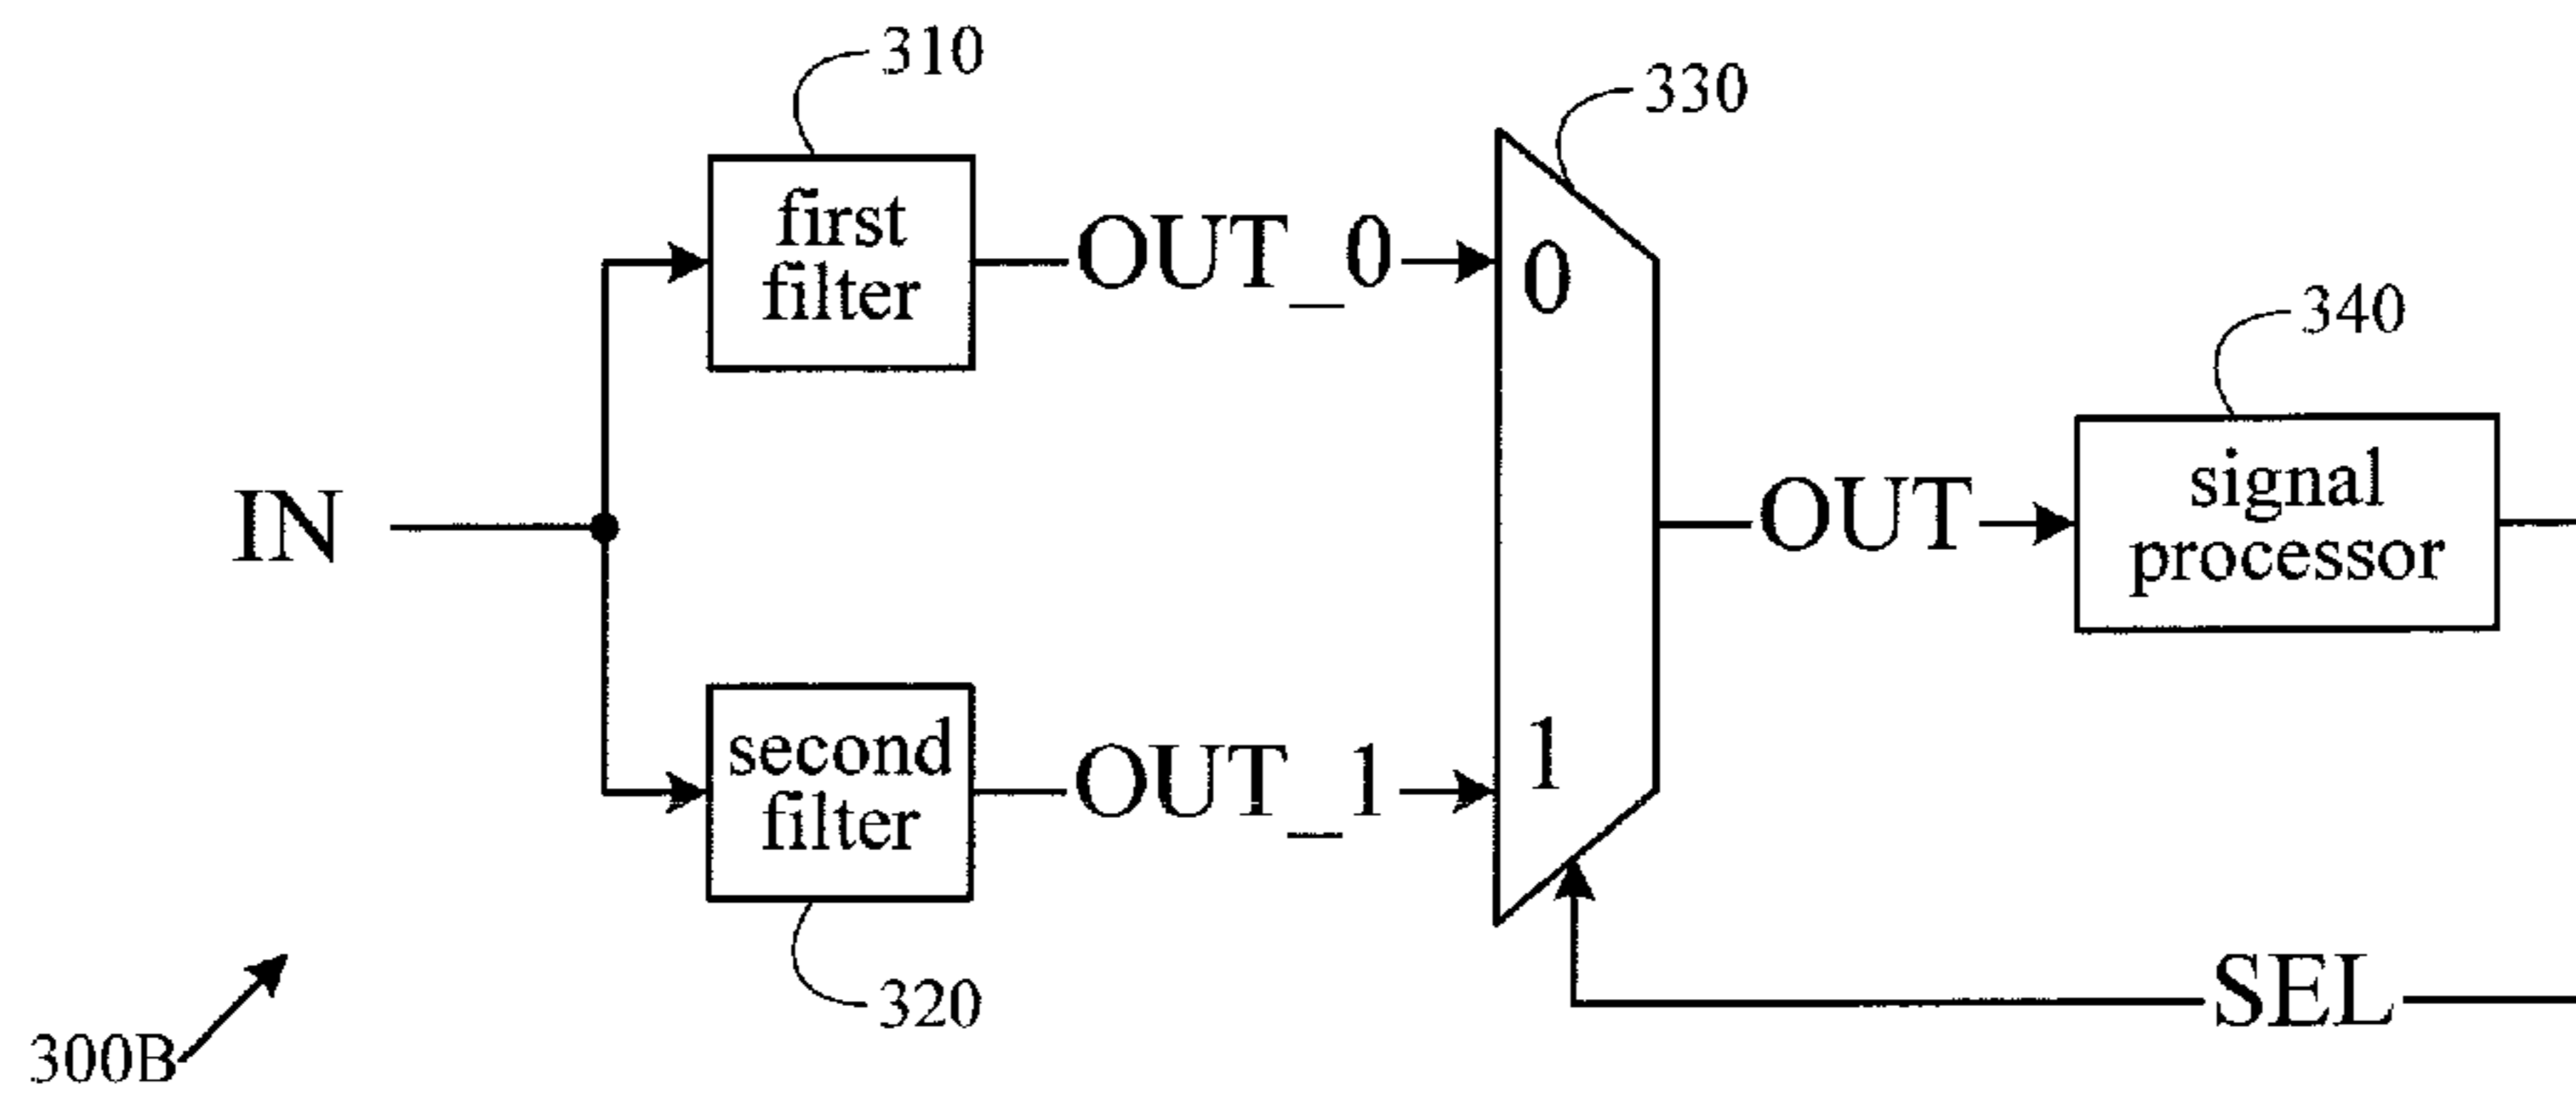 310
330
first
filter
OUT_0
0
340
IN
OUT
signal
processor
second
filter
OUT_1
1
320
SEL
300B